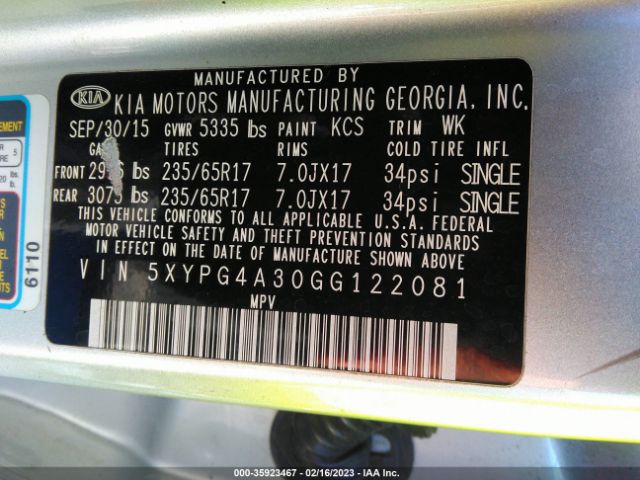 MANUFACTURED BY
KIA KIA MOTORS MANUFACTURING GEORGIA, INC.
SEP/30/15 GVWR 5335 lbs PAINT KCS TRIM WK
TIRES RIMS COLD TIRE INFL
FRONT lbs 235/65R17 7.0JX17 34psi SINGLE
REAR 3075 lbs 235/65R17 7.0JX17 34psi SINGLE
THIS VEHICLE CONFORMS TO ALL APPLICABLE U.S.A. FEDERAL
MOTOR VEHICLE SAFETY AND THEFT PREVENTION STANDARDS
IN EFFECT ON THE DATE OF MANUFACTURE SHOWN ABOVE.
VIN 5XYPG4A30GG122081
MPV
6110
000-35923467 - 02/16/2023 - IAA Inc.